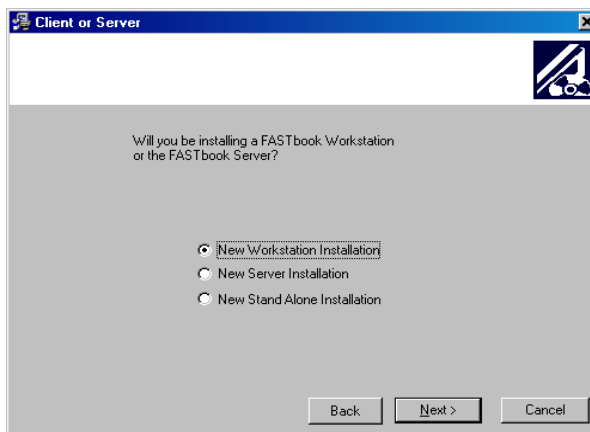 Client or Server
Will you be installing a FASTbook Workstation
or the FASTbook Server?
New Workstation Installation
New Server Installation
New Stand Alone Installation
Back
Next >
Cancel